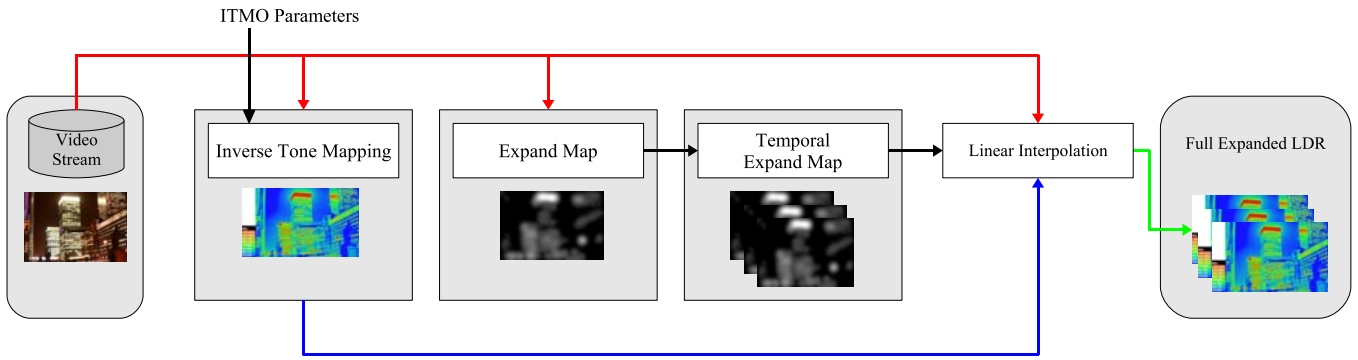 ITMO Parameters
Video
Stream
Inverse Tone Mapping
Expand Map
Temporal
Expand Map
Linear Interpolation
Full Expanded LDR